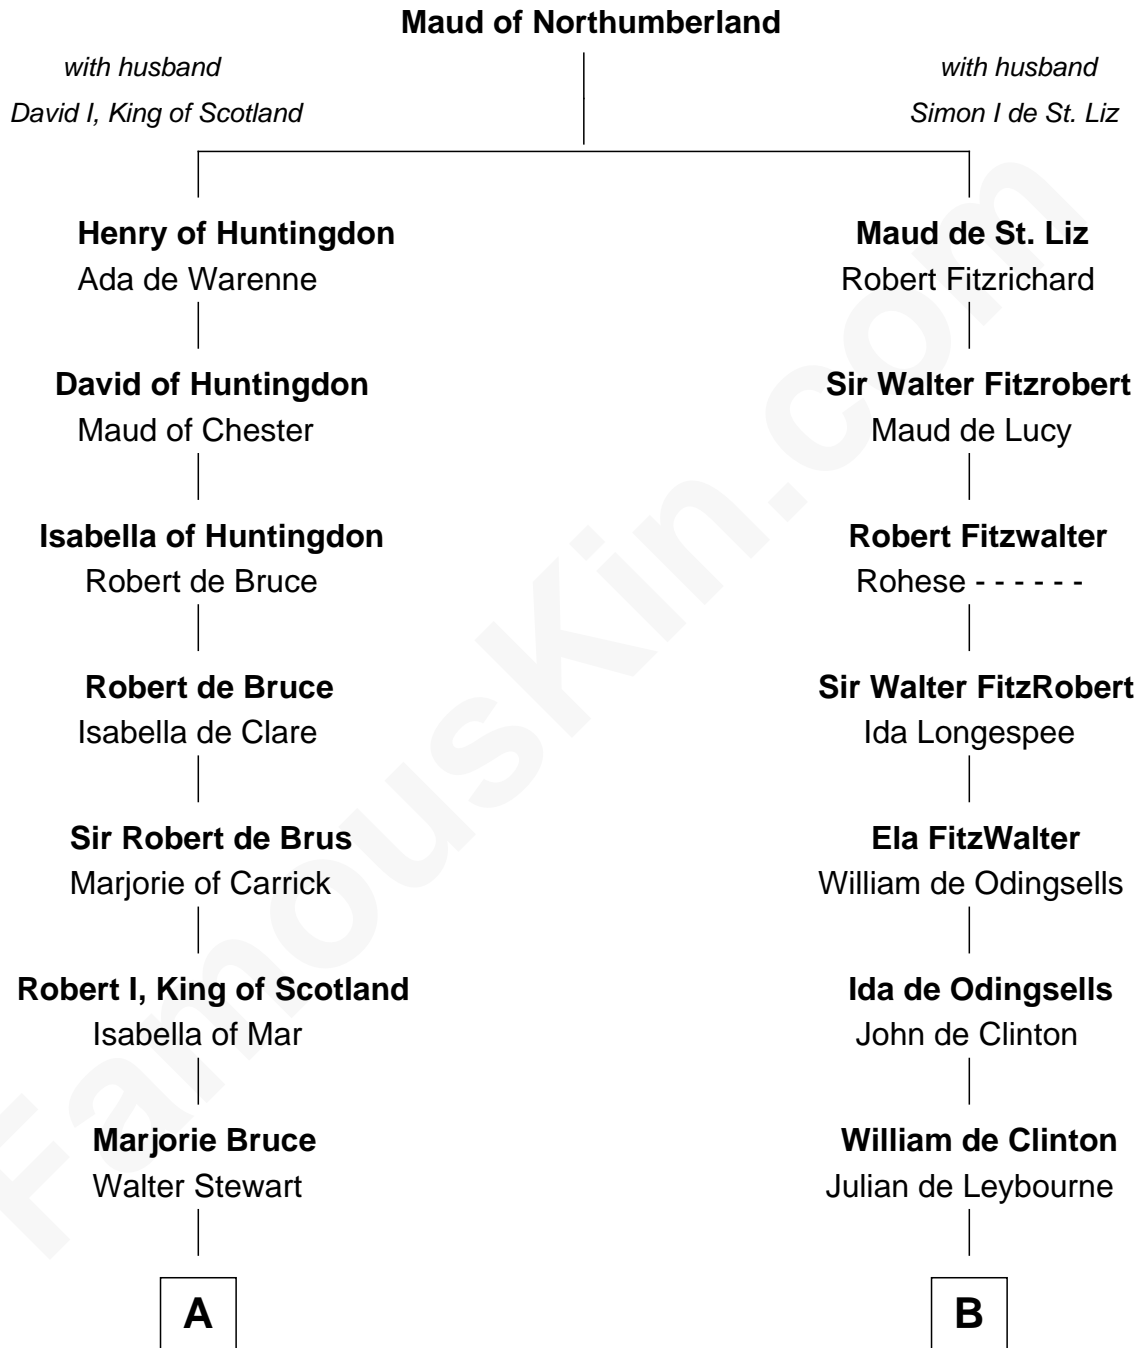 Maud of Northumberland
with husband
David I, King of Scotland
with husband
Simon I de St. Liz
Henry of Huntingdon
Ada de Warenne
Maud de St. Liz
Robert Fitzrichard
David of Huntingdon
Maud of Chester
Sir Walter Fitzrobert
Maud de Lucy
Isabella of Huntingdon
Robert de Bruce
Robert Fitzwalter
Rohese - - - - - -
Robert de Bruce
Isabella de Clare
Sir Walter FitzRobert
Ida Longespee
Sir Robert de Brus
Marjorie of Carrick
Ela FitzWalter
William de Odingsells
Robert I, King of Scotland
Isabella of Mar
Ida de Odingsells
John de Clinton
Marjorie Bruce
Walter Stewart
William de Clinton
Julian de Leybourne
A
B
FamousKin.com